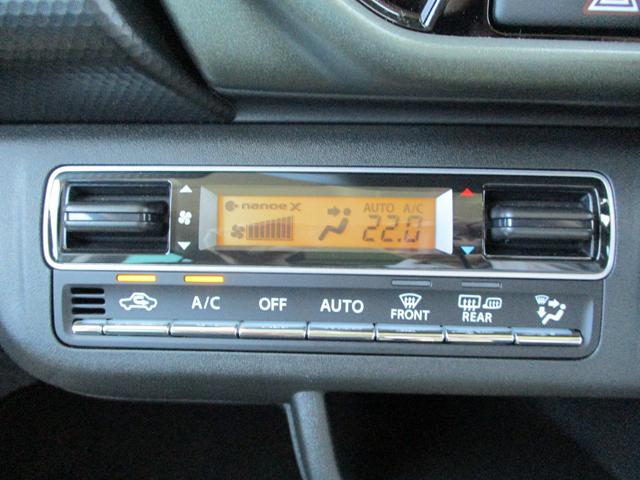 nanoe X
AUTO A/C
22.0
A/C
OFF
AUTO
FRONT
REAR